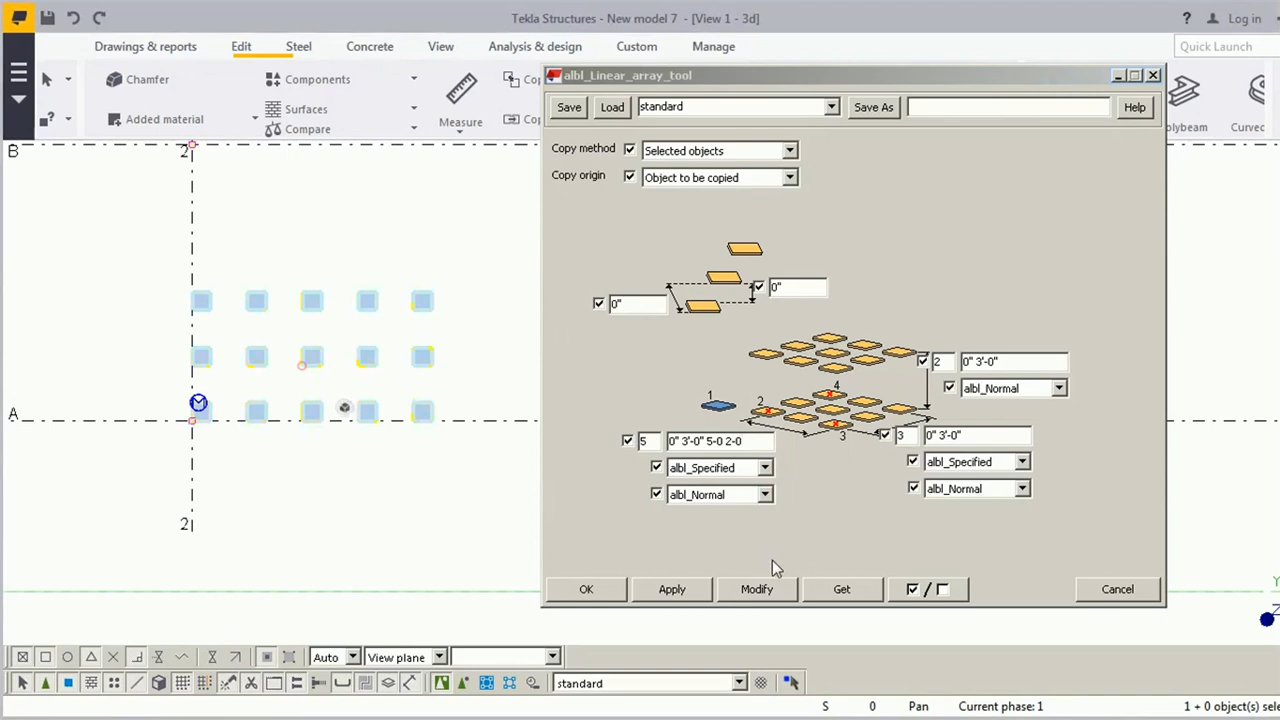 Tekla Structures - New model 7 - [View 1 - 3d]
? Log in
Drawings & reports Edit Steel Concrete View Analysis & design Custom Manage
Quick Launch
albl_Linear_array_tool
Chamfer Components
Added material Surfaces
Compare
Measure
Save Load standard Save As Help
Copy method Selected objects
Copy origin Object to be copied
B
2
0"
0"
2 0" 3'-0"
albl_Normal
1 2 4 3
A
5 0" 3'-0" 5-0 2-0
albl_Specified
albl_Normal
3 0" 3'-0"
albl_Specified
albl_Normal
2
OK Apply Modify Get / Cancel
Auto View plane
standard
S 0 Pan Current phase: 1 1 + 0 object(s) sele